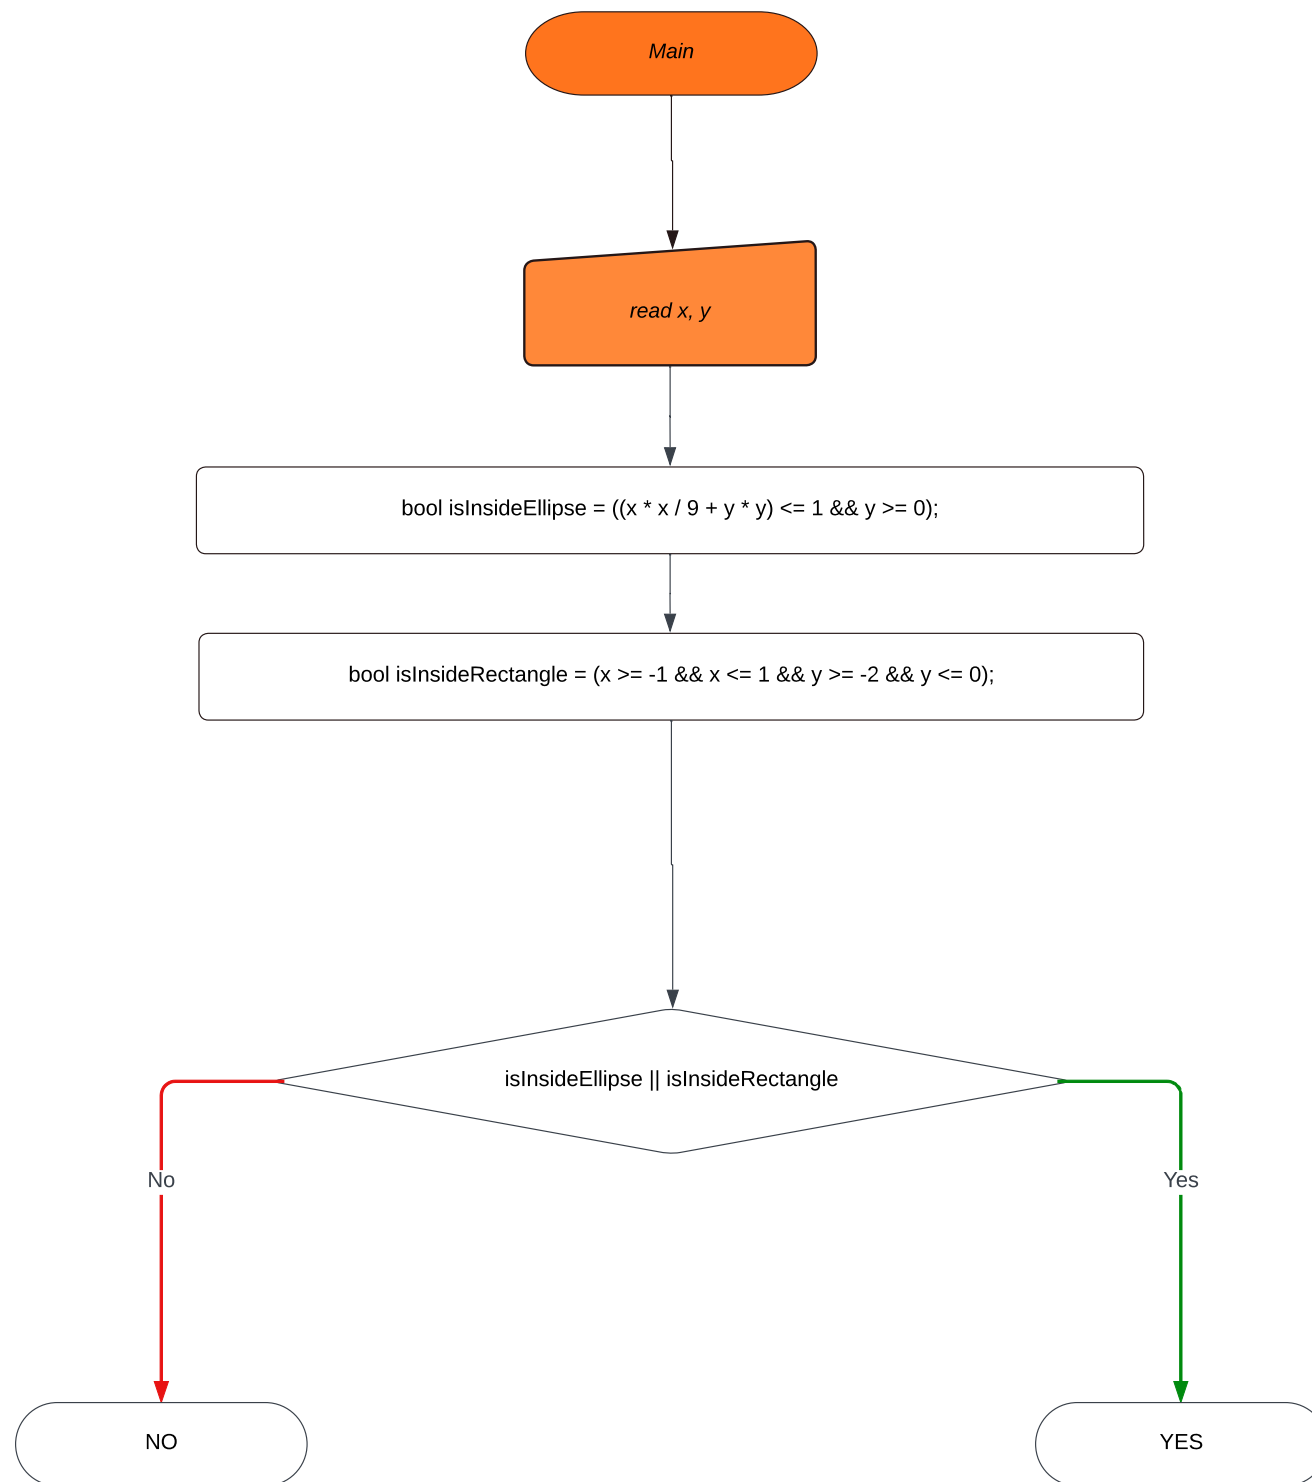 Main
read x, y
bool isInsideEllipse = ((x * x / 9 + y * y) <= 1 && y >= 0);
bool isInsideRectangle = (x >= -1 && x <= 1 && y >= -2 && y <= 0);
isInsideEllipse || isInsideRectangle
No
Yes
NO
YES